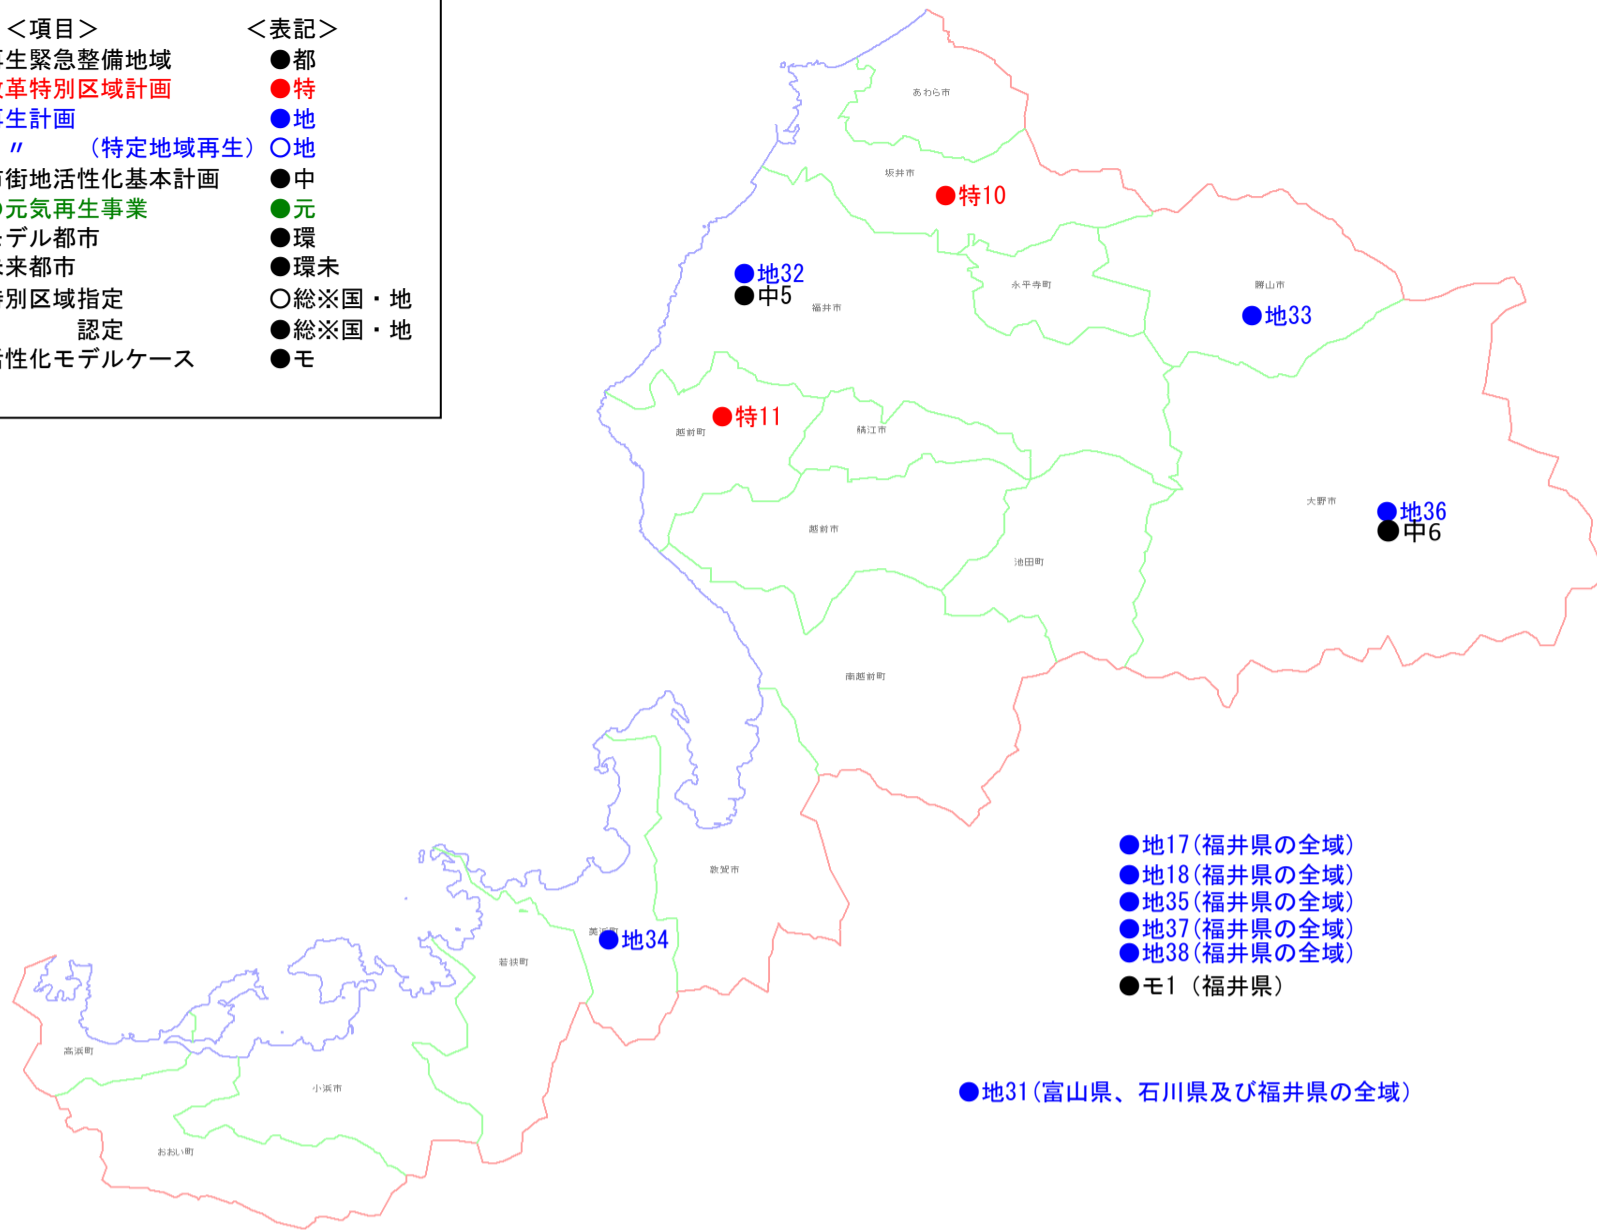 ＜項目＞ ＜表記＞
生緊急整備地域 ●都
革特別区域計画 ●特
生計画 ●地
〃 （特定地域再生） ○地
街地活性化基本計画 ●中
元気再生事業 ●元
デル都市 ●環
来都市 ●環未
別区域指定 ○総※国・地
認定 ●総※国・地
性化モデルケース ●モ
あわら市
坂井市
●特10
●地32
●中5
福井市
永平寺町
勝山市
●地33
●特11
越前町
鯖江市
大野市
●地36
●中6
越前市
池田町
南越前町
●地17(福井県の全域)
●地18(福井県の全域)
●地35(福井県の全域)
●地37(福井県の全域)
●地38(福井県の全域)
●モ1（福井県）
敦賀市
美浜町
●地34
若狭町
高浜町
小浜市
おおい町
●地31(富山県、石川県及び福井県の全域)